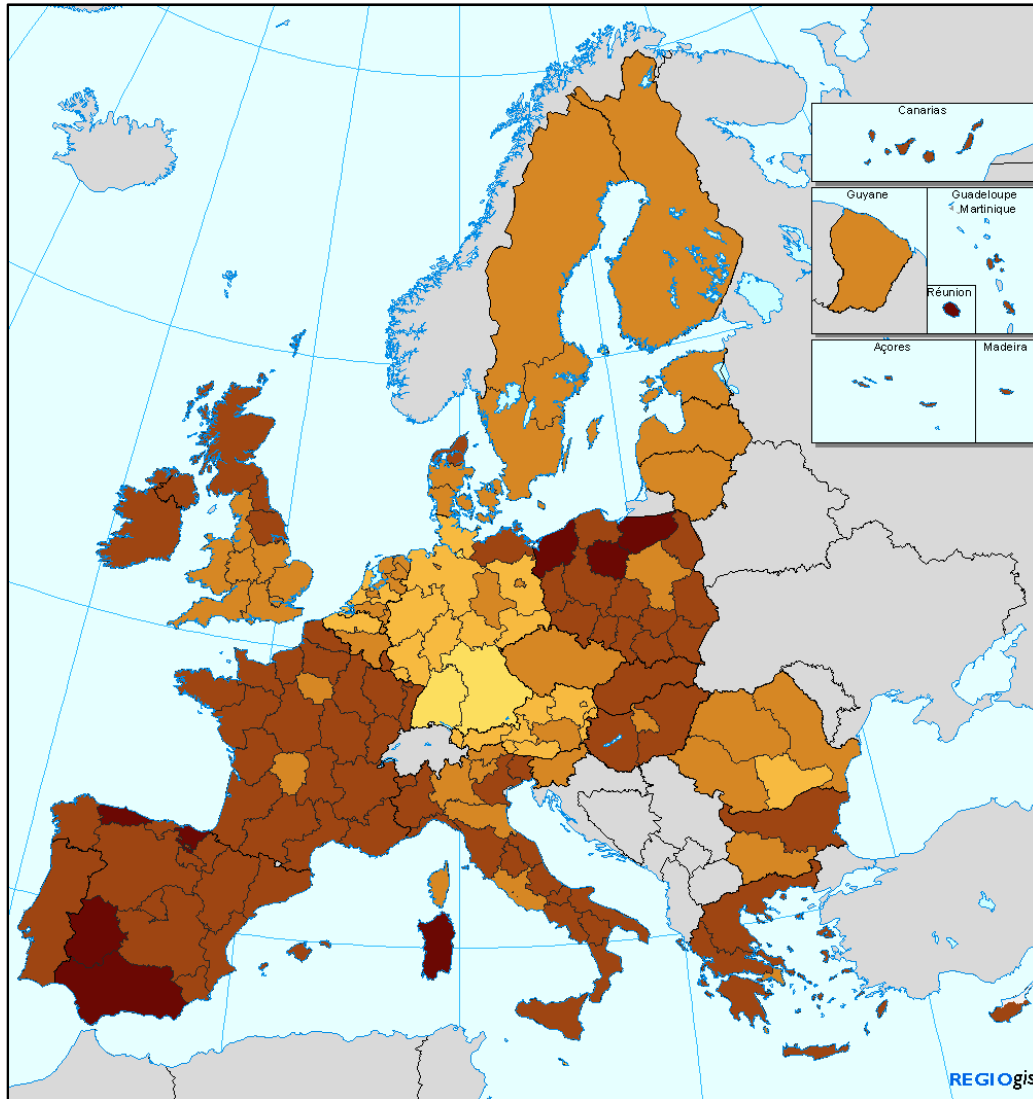 Canarias
Guyane
Guadeloupe
Martinique
Réunion
Açores
Madeira
REGIOgis